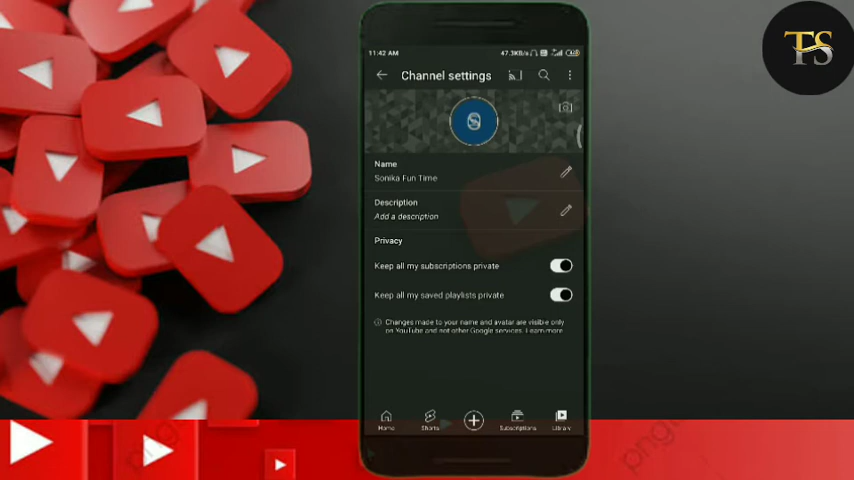 TS
11:42 AM
47.3KB/s
Channel settings
S
Name
Sonika Fun Time
Description
Add a description
Privacy
Keep all my subscriptions private
Keep all my saved playlists private
Changes made to your name and avatar are visible only
on YouTube and not other Google services. Learn more
Home
Shorts
Subscriptions
Library